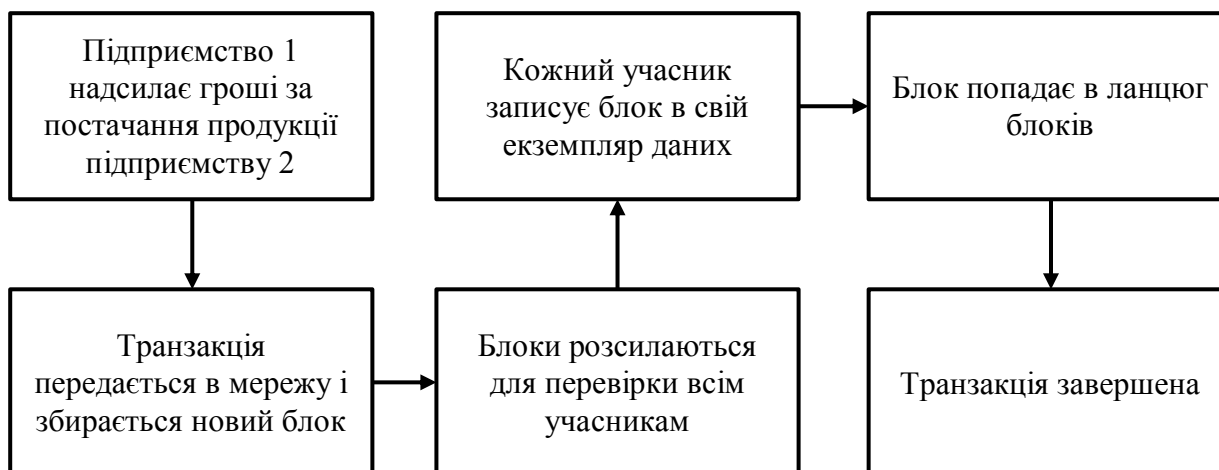 Підприємство 1
надсилає гроші за
постачання продукції
підприємству 2
Транзакція
передається в мережу і
збирається новий блок
Блоки розсилаються
для перевірки всім
учасникам
Кожний учасник
записує блок в свій
екземпляр даних
Блок попадає в ланцюг
блоків
Транзакція завершена